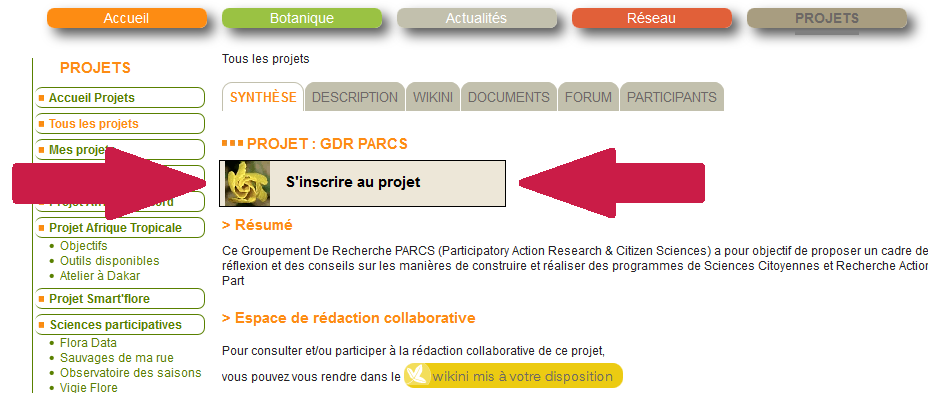 Accueil
Botanique
Actualités
Réseau
PROJETS
PROJETS
Accueil Projets
Tous les projets
Mes projet
Projet Afrique Tropicale
Objectifs
Outils disponibles
Atelier à Dakar
Projet Smart'flore
Sciences participatives
Flora Data
Sauvages de ma rue
Observatoire des saisons
Vigie Flore
Tous les projets
SYNTHÈSE
DESCRIPTION
WIKINI
DOCUMENTS
FORUM
PARTICIPANTS
PROJET : GDR PARCS
S'inscrire au projet
> Résumé
Ce Groupement De Recherche PARCS (Participatory Action Research & Citizen Sciences) a pour objectif de proposer un cadre de
réflexion et des conseils sur les manières de construire et réaliser des programmes de Sciences Citoyennes et Recherche Action
Part
> Espace de rédaction collaborative
Pour consulter et/ou participer à la rédaction collaborative de ce projet,
vous pouvez vous rendre dans le wikini mis à votre disposition